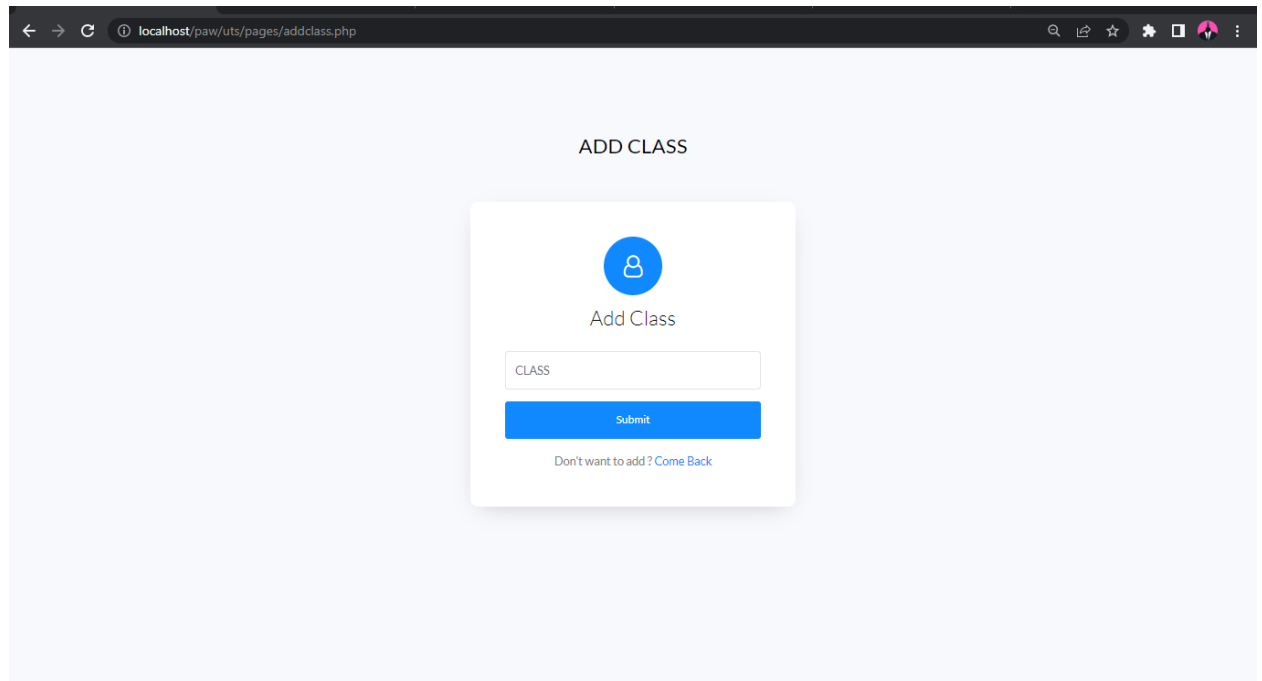 localhost/paw/uts/pages/addclass.php
ADD CLASS
Add Class
CLASS
Submit
Don't want to add ? Come Back